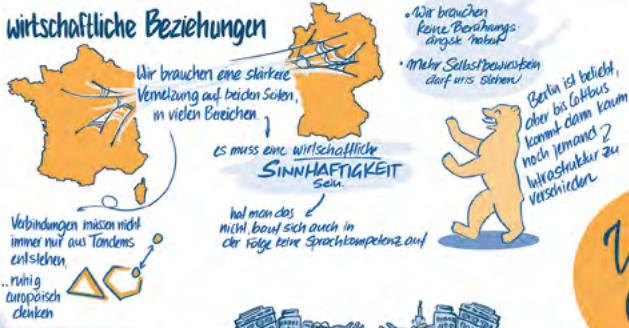 wirtschaftliche Beziehungen
Wir brauchen eine stärkere
Vernetzung auf beiden Seiten,
in vielen Bereichen.
es muss eine wirtschaftliche
SINNHAFTIGKEIT
sein.
hat man das
nicht, baut sich auch in
der Folge keine Sprachkompetenz auf
Verbindungen müssen nicht
immer nur aus Tandems
entstehen,
..ruhig
europäisch
denken
• Wir brauchen
keine Berührungs-
ängste haben
• mehr Selbstbewusstsein
darf uns stehen
Berlin ist beliebt,
aber bis Cottbus
kommt dann kaum
noch jemand
Infrastruktur zu
verschieden